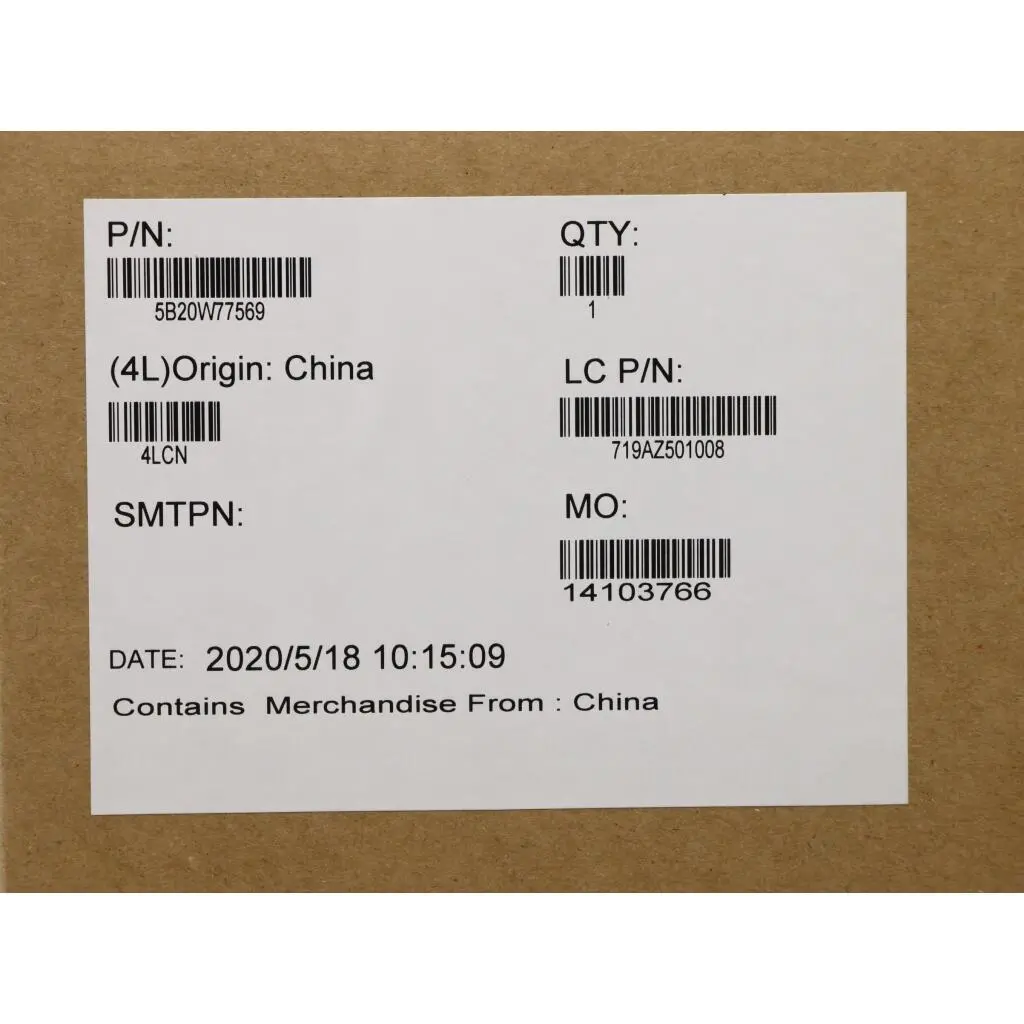 P/N:
5B20W77569
QTY:
1
(4L)Origin: China
4LCN
LC P/N:
719AZ501008
SMTPN:
MO:
14103766
DATE: 2020/5/18 10:15:09
Contains Merchandise From : China